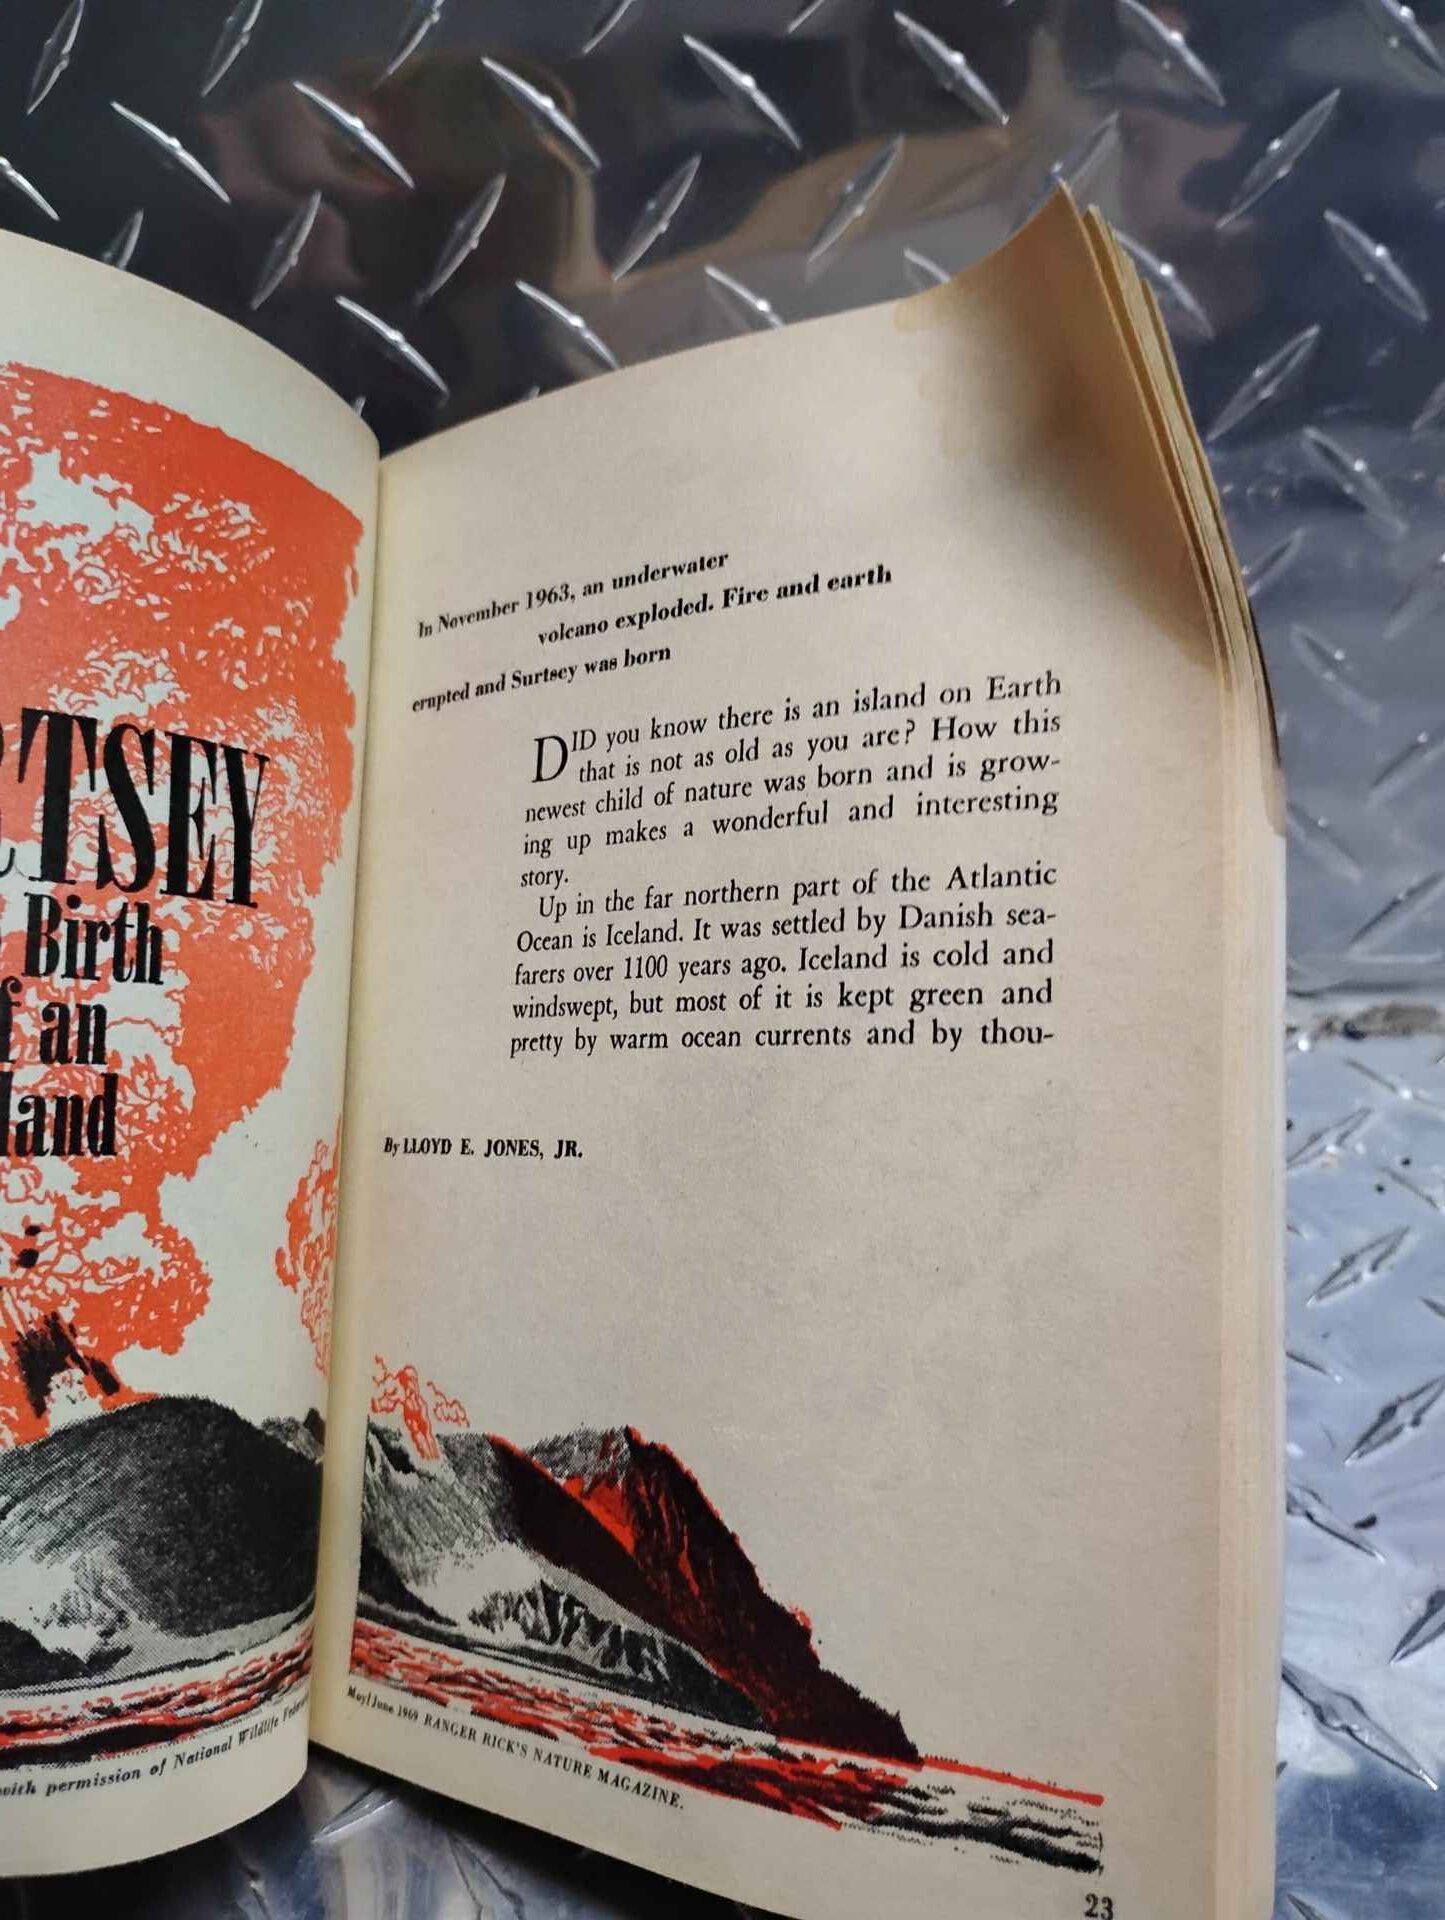 TSEY
Birth
an
land
with permission of National Wildlife
In November 1963, an underwater
volcano exploded. Fire and earth
erupted and Surtsey was born
DID you know there is an island on Earth
that is not as old as you are? How this
newest child of nature was born and is grow-
ing up makes a wonderful and interesting
story.
Up in the far northern part of the Atlantic
Ocean is Iceland. It was settled by Danish sea-
farers over 1100 years ago. Iceland is cold and
windswept, but most of it is kept green and
pretty by warm ocean currents and by thou-
By LLOYD E. JONES, JR.
May/June 1969 RANGER RICK'S NATURE MAGAZINE.
23